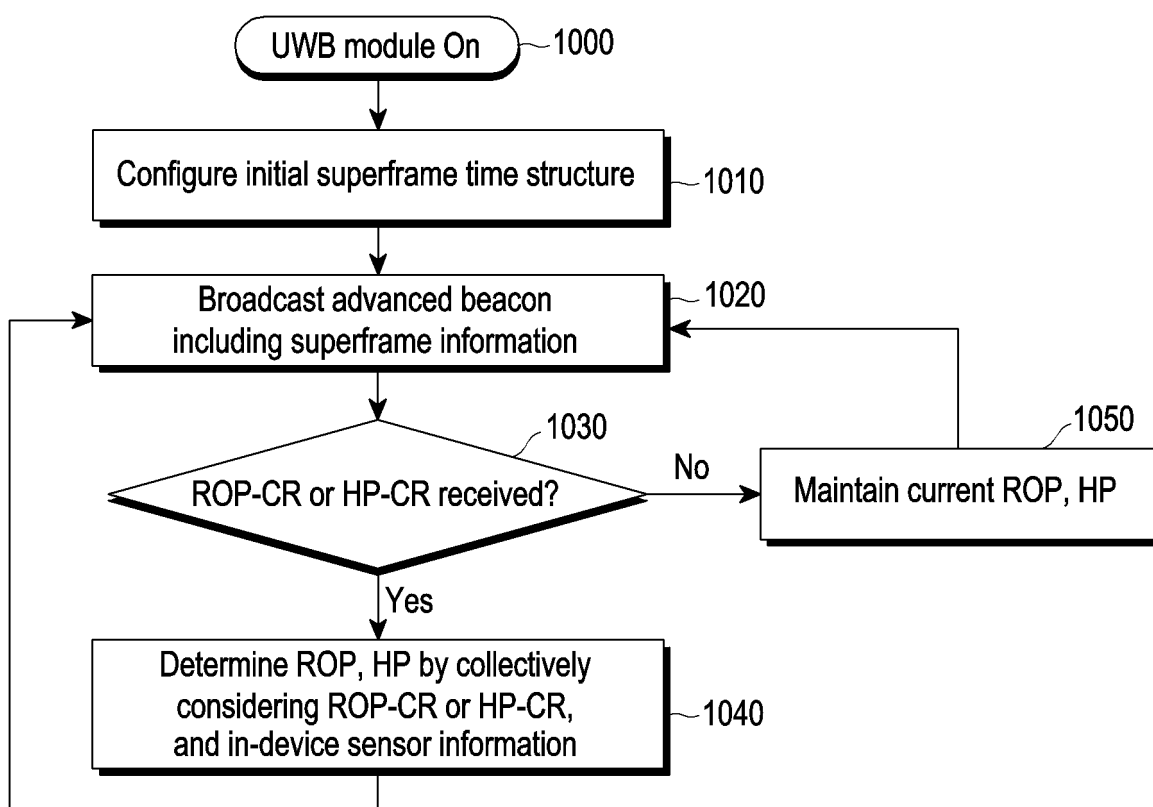 UWB module On
1000
Configure initial superframe time structure
1010
Broadcast advanced beacon
including superframe information
1020
ROP-CR or HP-CR received?
1030
No
Maintain current ROP, HP
1050
Yes
Determine ROP, HP by collectively
considering ROP-CR or HP-CR,
and in-device sensor information
1040